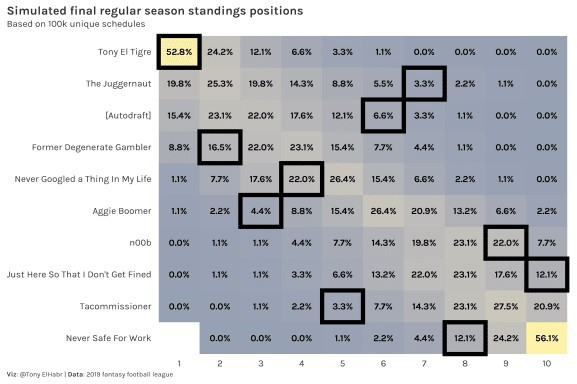 Simulated final regular season standings positions
Based on 100k unique schedules
Tony El Tigre 52.8% 24.2% 12.1% 6.6% 3.3% 1.1% 0.0% 0.0% 0.0% 0.0%
The Juggernaut 19.8% 25.3% 19.8% 14.3% 8.8% 5.5% 3.3% 2.2% 1.1% 0.0%
[Autodraft] 15.4% 23.1% 22.0% 17.6% 12.1% 6.6% 3.3% 1.1% 0.0% 0.0%
Former Degenerate Gambler 8.8% 16.5% 22.0% 23.1% 15.4% 7.7% 4.4% 1.1% 0.0% 0.0%
Never Googled a Thing In My Life 1.1% 7.7% 17.6% 22.0% 26.4% 15.4% 6.6% 2.2% 1.1% 0.0%
Aggie Boomer 1.1% 2.2% 4.4% 8.8% 15.4% 26.4% 20.9% 13.2% 6.6% 2.2%
n00b 0.0% 1.1% 1.1% 4.4% 7.7% 14.3% 19.8% 23.1% 22.0% 7.7%
Just Here So That I Don't Get Fined 0.0% 1.1% 1.1% 3.3% 6.6% 13.2% 22.0% 23.1% 17.6% 12.1%
Tacommissioner 0.0% 0.0% 1.1% 2.2% 3.3% 7.7% 14.3% 23.1% 27.5% 20.9%
Never Safe For Work 0.0% 0.0% 0.0% 1.1% 2.2% 4.4% 12.1% 24.2% 56.1%
1 2 3 4 5 6 7 8 9 10
Viz: @Tony ElHabr | Data: 2019 fantasy football league